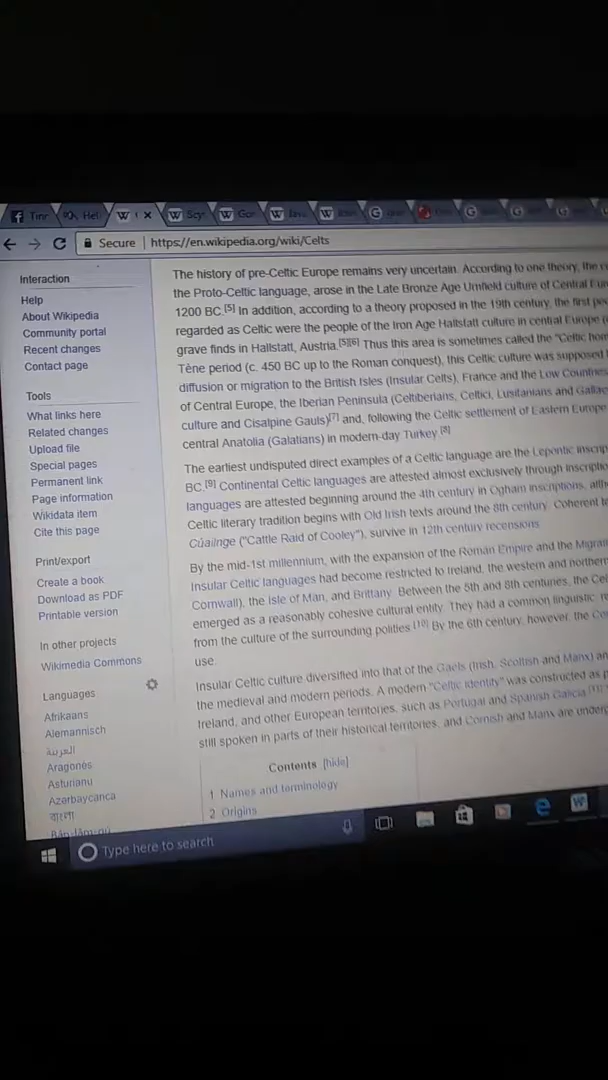 Tinr
Hel
Scy
Gor
Secure | https://en.wikipedia.org/wiki/Celts
Interaction
Help
About Wikipedia
Community portal
Recent changes
Contact page
Tools
What links here
Related changes
Upload file
Special pages
Permanent link
Page information
Wikidata item
Cite this page
Print/export
Create a book
Download as PDF
Printable version
In other projects
Wikimedia Commons
Languages
Afrikaans
Alemannisch
العربية
Aragonés
Asturianu
Azərbaycanca
বাংলা
Bân-lâm-gú
The history of pre-Celtic Europe remains very uncertain. According to one theory, the
the Proto-Celtic language, arose in the Late Bronze Age Urnfield culture of Central
1200 BC.[5] In addition, according to a theory proposed in the 19th century, the first
regarded as Celtic were the people of the Iron Age Hallstatt culture in central Europe
grave finds in Hallstatt, Austria.[5][6] Thus this area is sometimes called the "Celtic
Tène period (c. 450 BC up to the Roman conquest), this Celtic culture was supposed
diffusion or migration to the British Isles (Insular Celts), France and the Low Countries
of Central Europe, the Iberian Peninsula (Celtiberians, Celtici, Lusitanians and
culture and Cisalpine Gauls)[7] and, following the Celtic settlement of Eastern Europe
central Anatolia (Galatians) in modern-day Turkey.[8]
The earliest undisputed direct examples of a Celtic language are the Lepontic
BC.[9] Continental Celtic languages are attested almost exclusively through
languages are attested beginning around the 4th century in Ogham inscriptions,
Celtic literary tradition begins with Old Irish texts around the 8th century. Coherent
Cúailnge ("Cattle Raid of Cooley"), survive in 12th century recensions.
By the mid-1st millennium, with the expansion of the Roman Empire and the
Insular Celtic languages had become restricted to Ireland, the western and
Cornwall), the Isle of Man, and Brittany. Between the 5th and 8th centuries, the
emerged as a reasonably cohesive cultural entity. They had a common linguistic,
from the culture of the surrounding polities.[10] By the 6th century, however, the
use.
Insular Celtic culture diversified into that of the Gaels (Irish, Scottish and Manx)
the medieval and modern periods. A modern "Celtic identity" was constructed as
Ireland, and other European territories, such as Portugal and Spanish Galicia.
still spoken in parts of their historical territories, and Cornish and Manx are
Contents [hide]
1 Names and terminology
2 Origins
Type here to search